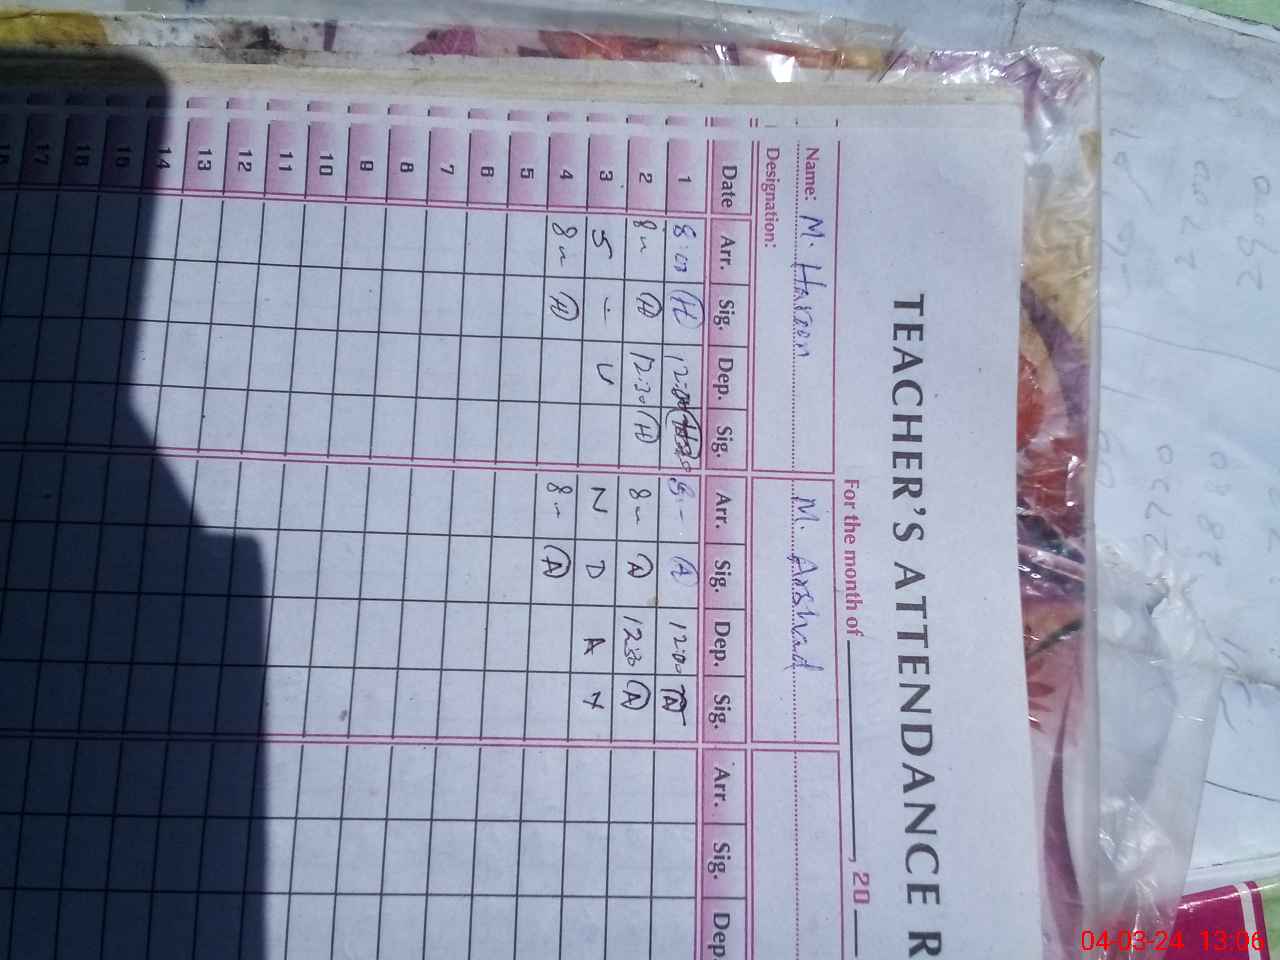 TEACHER'S ATTENDANCE R
For the month of , 20
Name: M. Haroon M. Arshad
Designation:
Date Arr. Sig. Dep. Sig. Arr. Sig. Dep. Sig. Arr. Sig. Dep.
1 8:00 (H) 12:00 8 - (A) 12:00 (A)
2 8 (H) 12:30 (H) 8 (A) 12:30 (A)
3 S - U N D A Y
4 8 (H) 8 - (A)
5
6
7
8
9
10
11
12
13
14
15
16
17
18
04-03-24 13:06